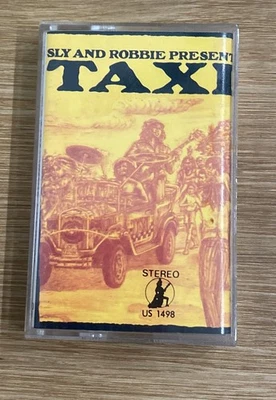 SLY AND ROBBIE PRESENT
TAXI
STEREO
US 1498